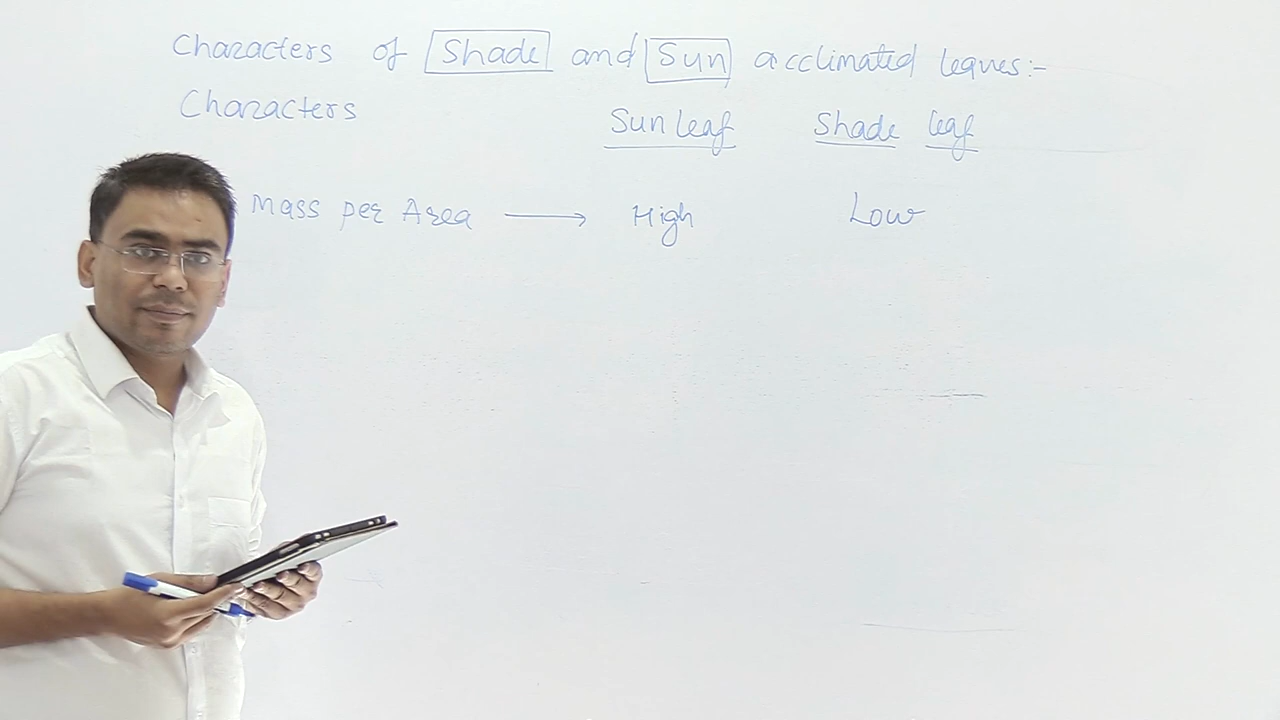 Characters of Shade and Sun acclimated leaves:-
Characters Sun leaf Shade leaf
Mass per Area → High Low